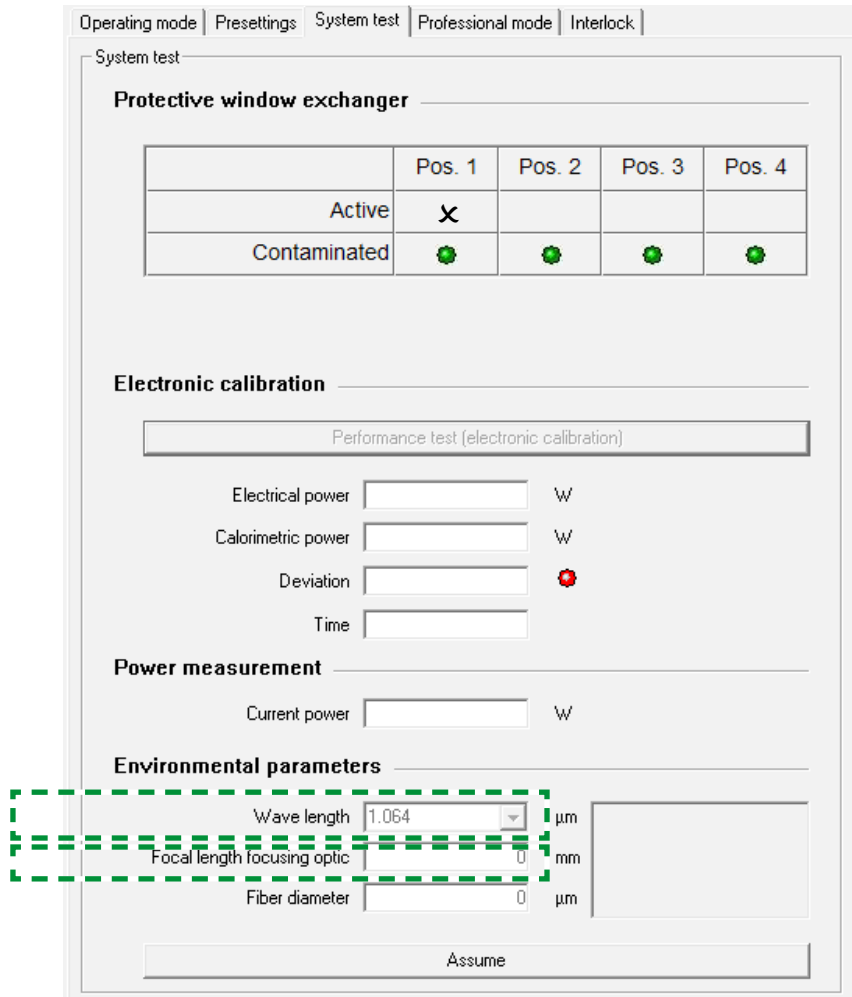 Operating mode Presettings System test Professional mode Interlock
System test
Protective window exchanger
Pos. 1 Pos. 2 Pos. 3 Pos. 4
Active X
Contaminated
Electronic calibration
Performance test (electronic calibration)
Electrical power W
Calorimetric power W
Deviation
Time
Power measurement
Current power W
Environmental parameters
Wave length 1.064 µm
Focal length focusing optic 0 mm
Fiber diameter 0 µm
Assume